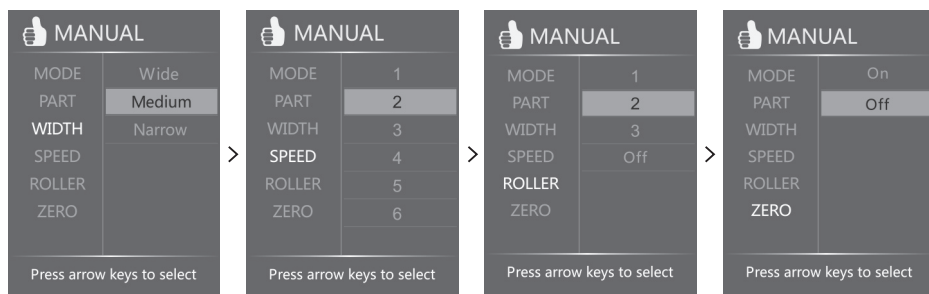 MANUAL
MODE
PART
WIDTH
SPEED
ROLLER
ZERO
Wide
Medium
Narrow
Press arrow keys to select
>
MANUAL
MODE
PART
WIDTH
SPEED
ROLLER
ZERO
1
2
3
4
5
6
Press arrow keys to select
>
MANUAL
MODE
PART
WIDTH
SPEED
ROLLER
ZERO
1
2
3
Off
Press arrow keys to select
>
MANUAL
MODE
PART
WIDTH
SPEED
ROLLER
ZERO
On
Off
Press arrow keys to select